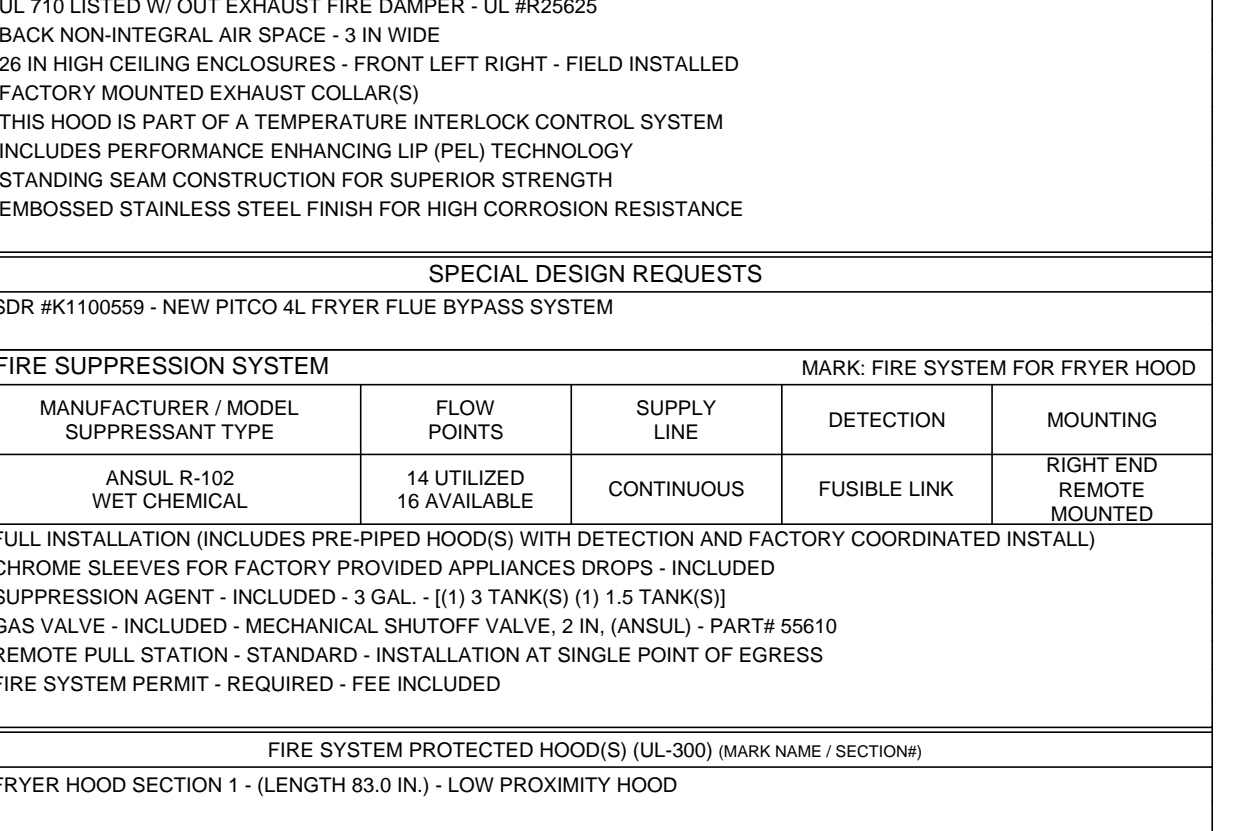 UL 710 LISTED W/ OUT EXHAUST FIRE DAMPER - UL #R25625
BACK NON-INTEGRAL AIR SPACE - 3 IN WIDE
26 IN HIGH CEILING ENCLOSURES - FRONT LEFT RIGHT - FIELD INSTALLED
FACTORY MOUNTED EXHAUST COLLAR(S)
THIS HOOD IS PART OF A TEMPERATURE INTERLOCK CONTROL SYSTEM
INCLUDES PERFORMANCE ENHANCING LIP (PEL) TECHNOLOGY
STANDING SEAM CONSTRUCTION FOR SUPERIOR STRENGTH
EMBOSSED STAINLESS STEEL FINISH FOR HIGH CORROSION RESISTANCE
SPECIAL DESIGN REQUESTS
SDR #K1100559 - NEW PITCO 4L FRYER FLUE BYPASS SYSTEM
FIRE SUPPRESSION SYSTEM MARK: FIRE SYSTEM FOR FRYER HOOD
MANUFACTURER / MODEL
SUPPRESSANT TYPE
FLOW
POINTS
SUPPLY
LINE
DETECTION
MOUNTING
ANSUL R-102
WET CHEMICAL
14 UTILIZED
16 AVAILABLE
CONTINUOUS
FUSIBLE LINK
RIGHT END
REMOTE
MOUNTED
FULL INSTALLATION (INCLUDES PRE-PIPED HOOD(S) WITH DETECTION AND FACTORY COORDINATED INSTALL)
CHROME SLEEVES FOR FACTORY PROVIDED APPLIANCES DROPS - INCLUDED
SUPPRESSION AGENT - INCLUDED - 3 GAL. - [(1) 3 TANK(S) (1) 1.5 TANK(S)]
GAS VALVE - INCLUDED - MECHANICAL SHUTOFF VALVE, 2 IN, (ANSUL) - PART# 55610
REMOTE PULL STATION - STANDARD - INSTALLATION AT SINGLE POINT OF EGRESS
FIRE SYSTEM PERMIT - REQUIRED - FEE INCLUDED
FIRE SYSTEM PROTECTED HOOD(S) (UL-300) (MARK NAME / SECTION#)
FRYER HOOD SECTION 1 - (LENGTH 83.0 IN.) - LOW PROXIMITY HOOD